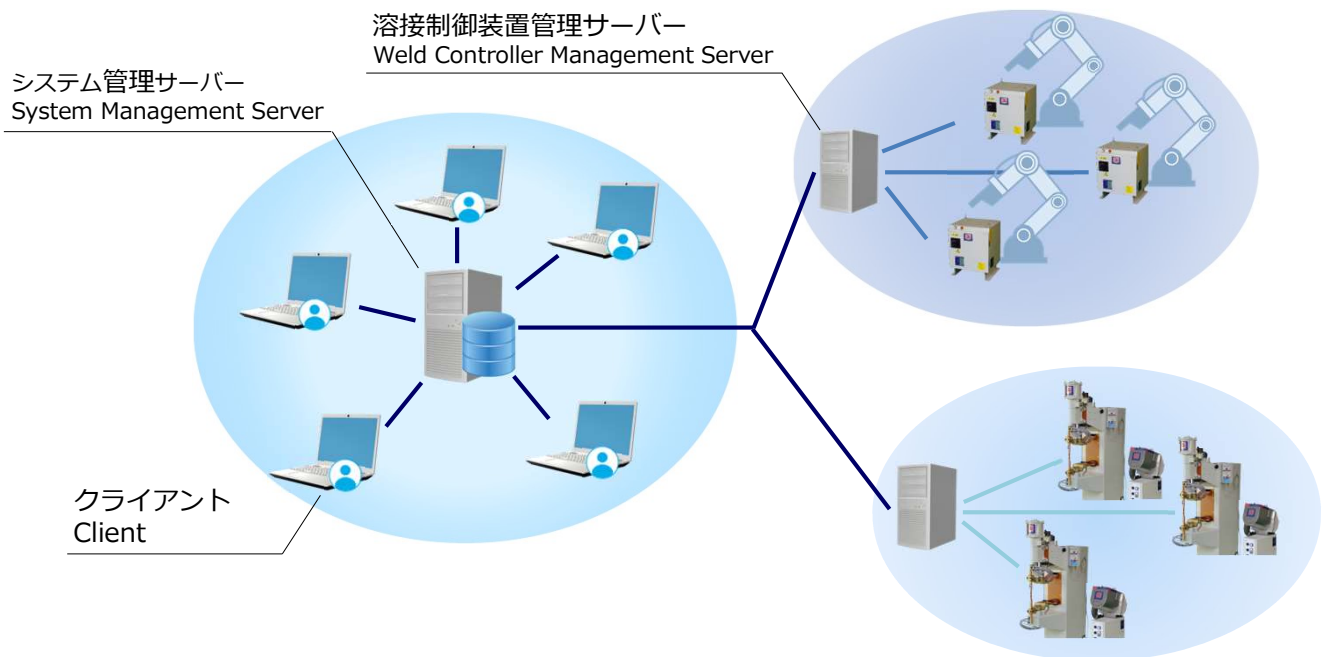 溶接制御装置管理サーバー
Weld Controller Management Server
システム管理サーバー
System Management Server
クライアント
Client